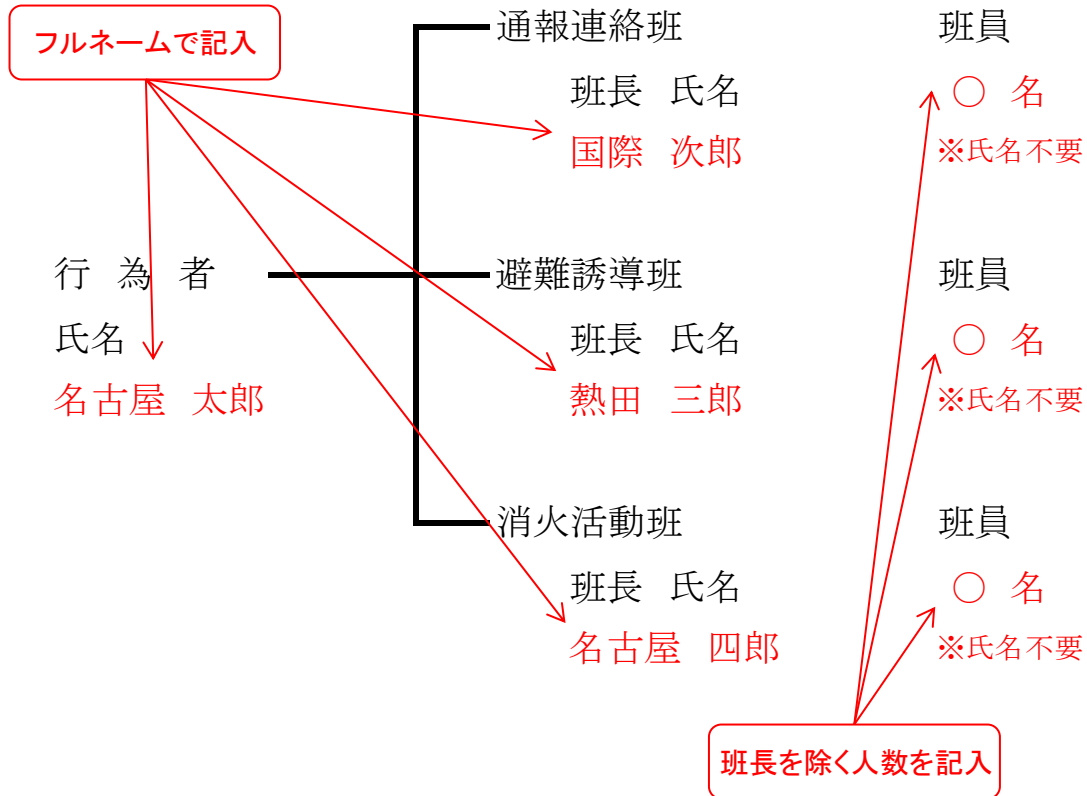 フルネームで記入
通報連絡班 班員
班長 氏名 ○ 名
国際 次郎 ※氏名不要
行 為 者 避難誘導班 班員
氏名 班長 氏名 ○ 名
名古屋 太郎 熱田 三郎 ※氏名不要
消火活動班 班員
班長 氏名 ○ 名
名古屋 四郎 ※氏名不要
班長を除く人数を記入